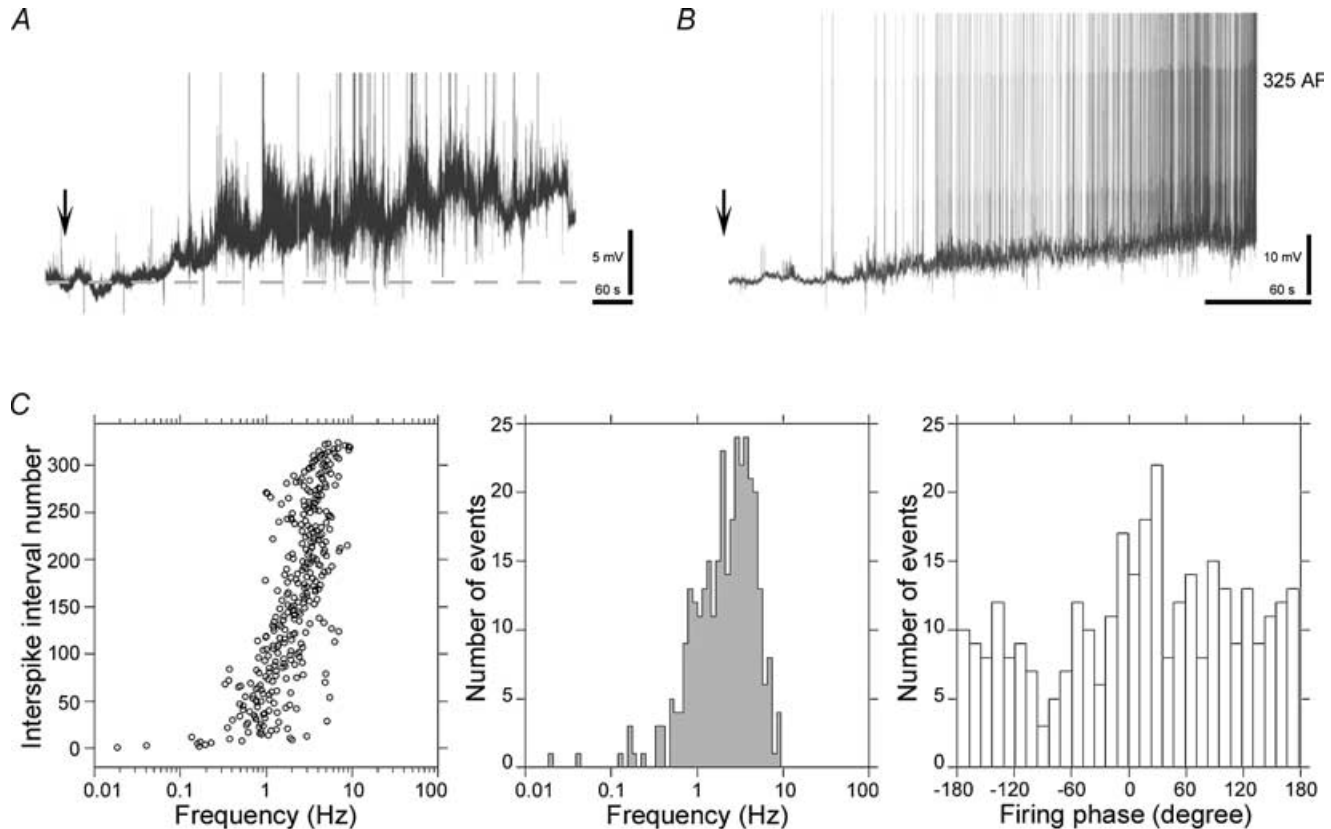 A
B
325 AF
5 mV
60 s
10 mV
60 s
C
Interspike interval number
300
250
200
150
100
50
0
0.01 0.1 1 10 100
Frequency (Hz)
Number of events
25
20
15
10
5
0
0.01 0.1 1 10 100
Frequency (Hz)
Number of events
25
20
15
10
5
0
-180 -120 -60 0 60 120 180
Firing phase (degree)